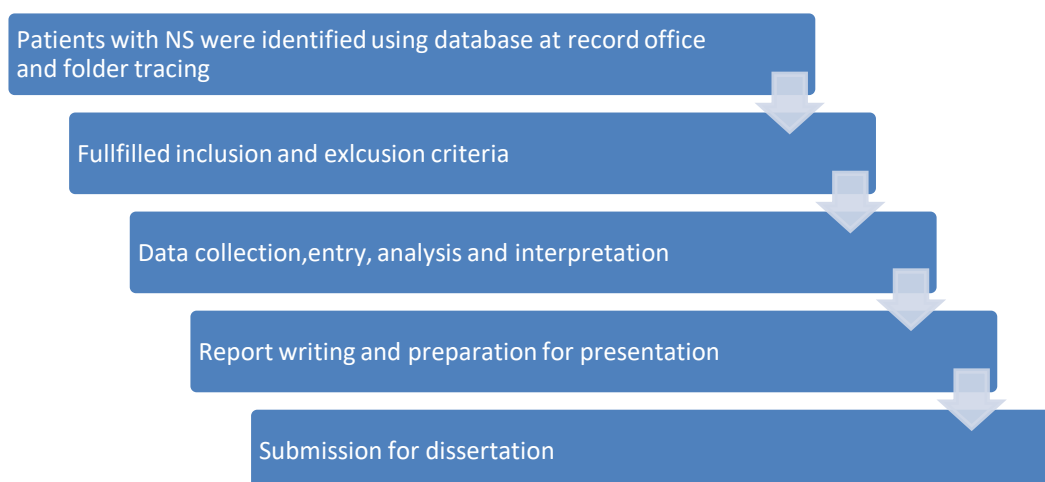 Patients with NS were identified using database at record office
and folder tracing
Fullfilled inclusion and exlcusion criteria
Data collection,entry, analysis and interpretation
Report writing and preparation for presentation
Submission for dissertation